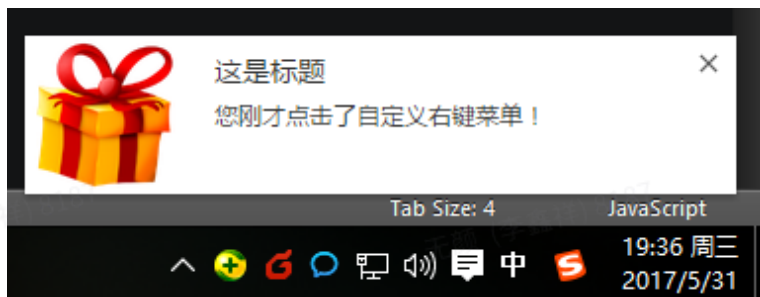 这是标题
您刚才点击了自定义右键菜单！
Tab Size: 4
JavaScript
中
19:36 周三
2017/5/31